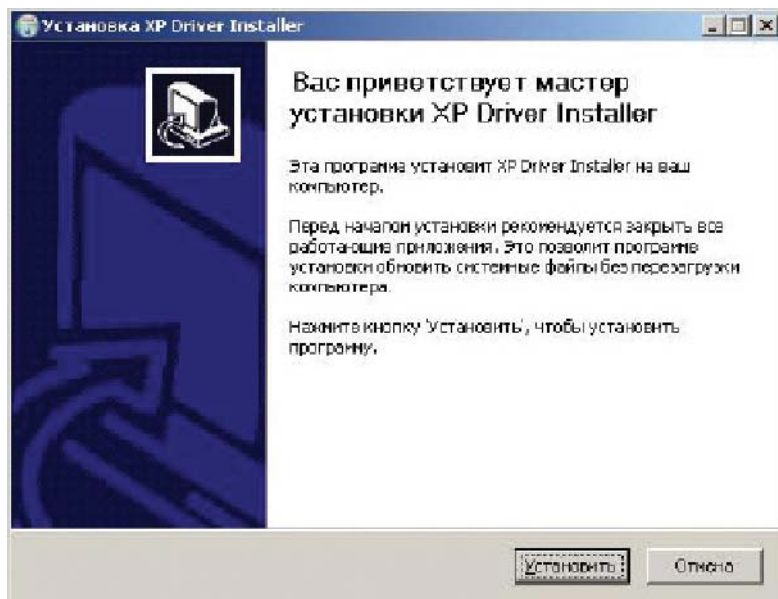 Установка XP Driver Installer
Вас приветствует мастер
установки XP Driver Installer
Эта программа установит XP Driver Installer на ваш
компьютер.
Перед началом установки рекомендуется закрыть все
работающие приложения. Это позволит программе
установки обновить системные файлы без перезагрузки
компьютера.
Нажмите кнопку 'Установить', чтобы установить
программу.
Установить
Отмена